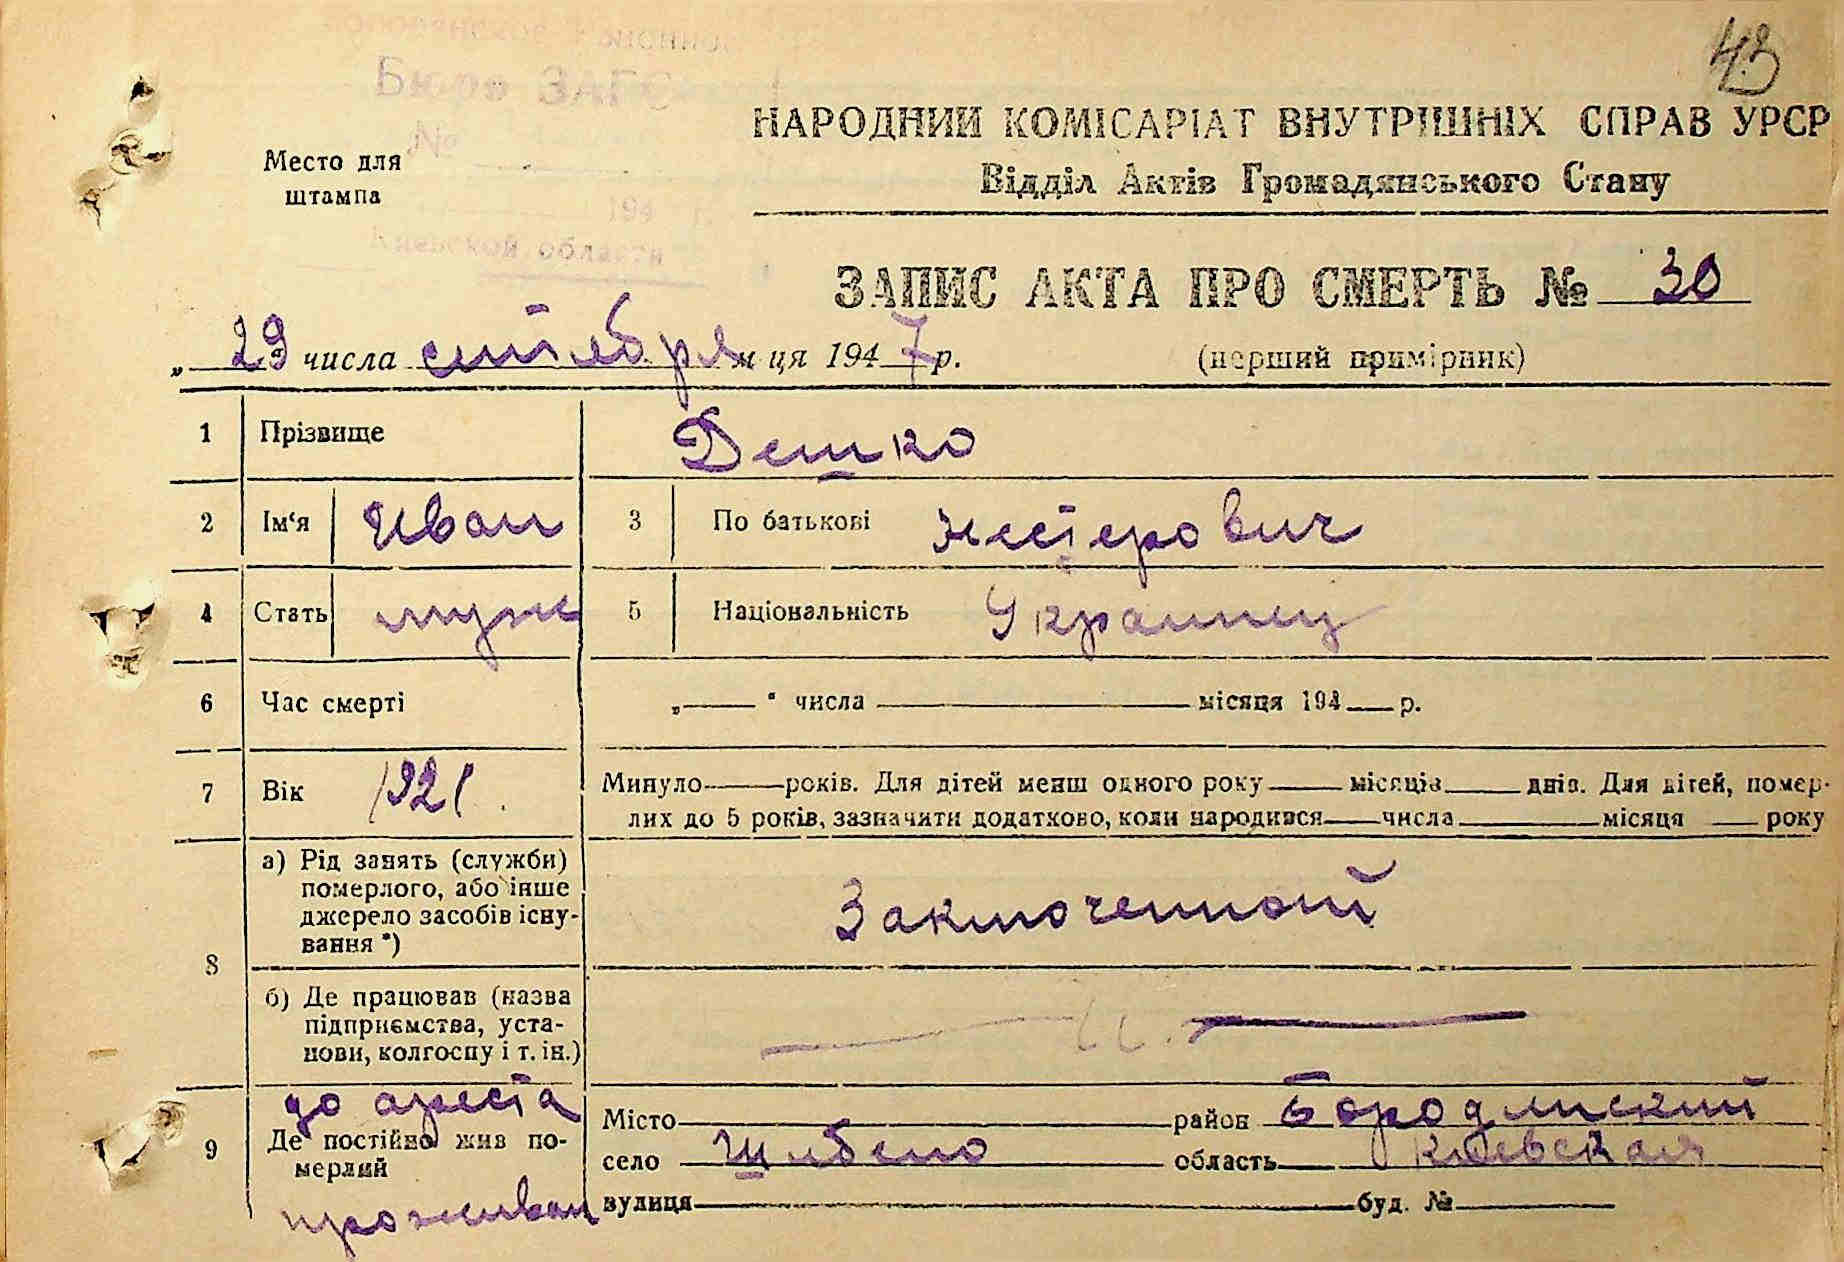 43
Бюро ЗАГС
№
194
Киевской области
Место для
штампа
НАРОДНИЙ КОМІСАРІАТ ВНУТРІШНІХ СПРАВ УРСР
Відділ Актів Громадянського Стану
ЗАПИС АКТА ПРО СМЕРТЬ № 30
„ 29 числа сентября м ця 1947 р.
(перший примірник)
1 Прізвище Дешко
2 Ім‘я Иван 3 По батькові Нестерович
4 Стать муж 5 Національність Украинец
6 Час смерті „ “ числа місяця 194 р.
7 Вік 1921 Минуло років. Для дітей менш одного року місяців днів. Для дітей, помер-
лих до 5 років, зазначити додатково, коли народився числа місяця року
8 а) Рід занять (служби)
померлого, або інше
джерело засобів існу-
вання *)
Заключенный
б) Де працював (назва
підприємства, уста-
нови, колгоспу і т. ін.)
до ареста
9 Де постійно жив по-
мерлий
проживал
Місто район Бородянский
село область Киевская
вулиця буд. №